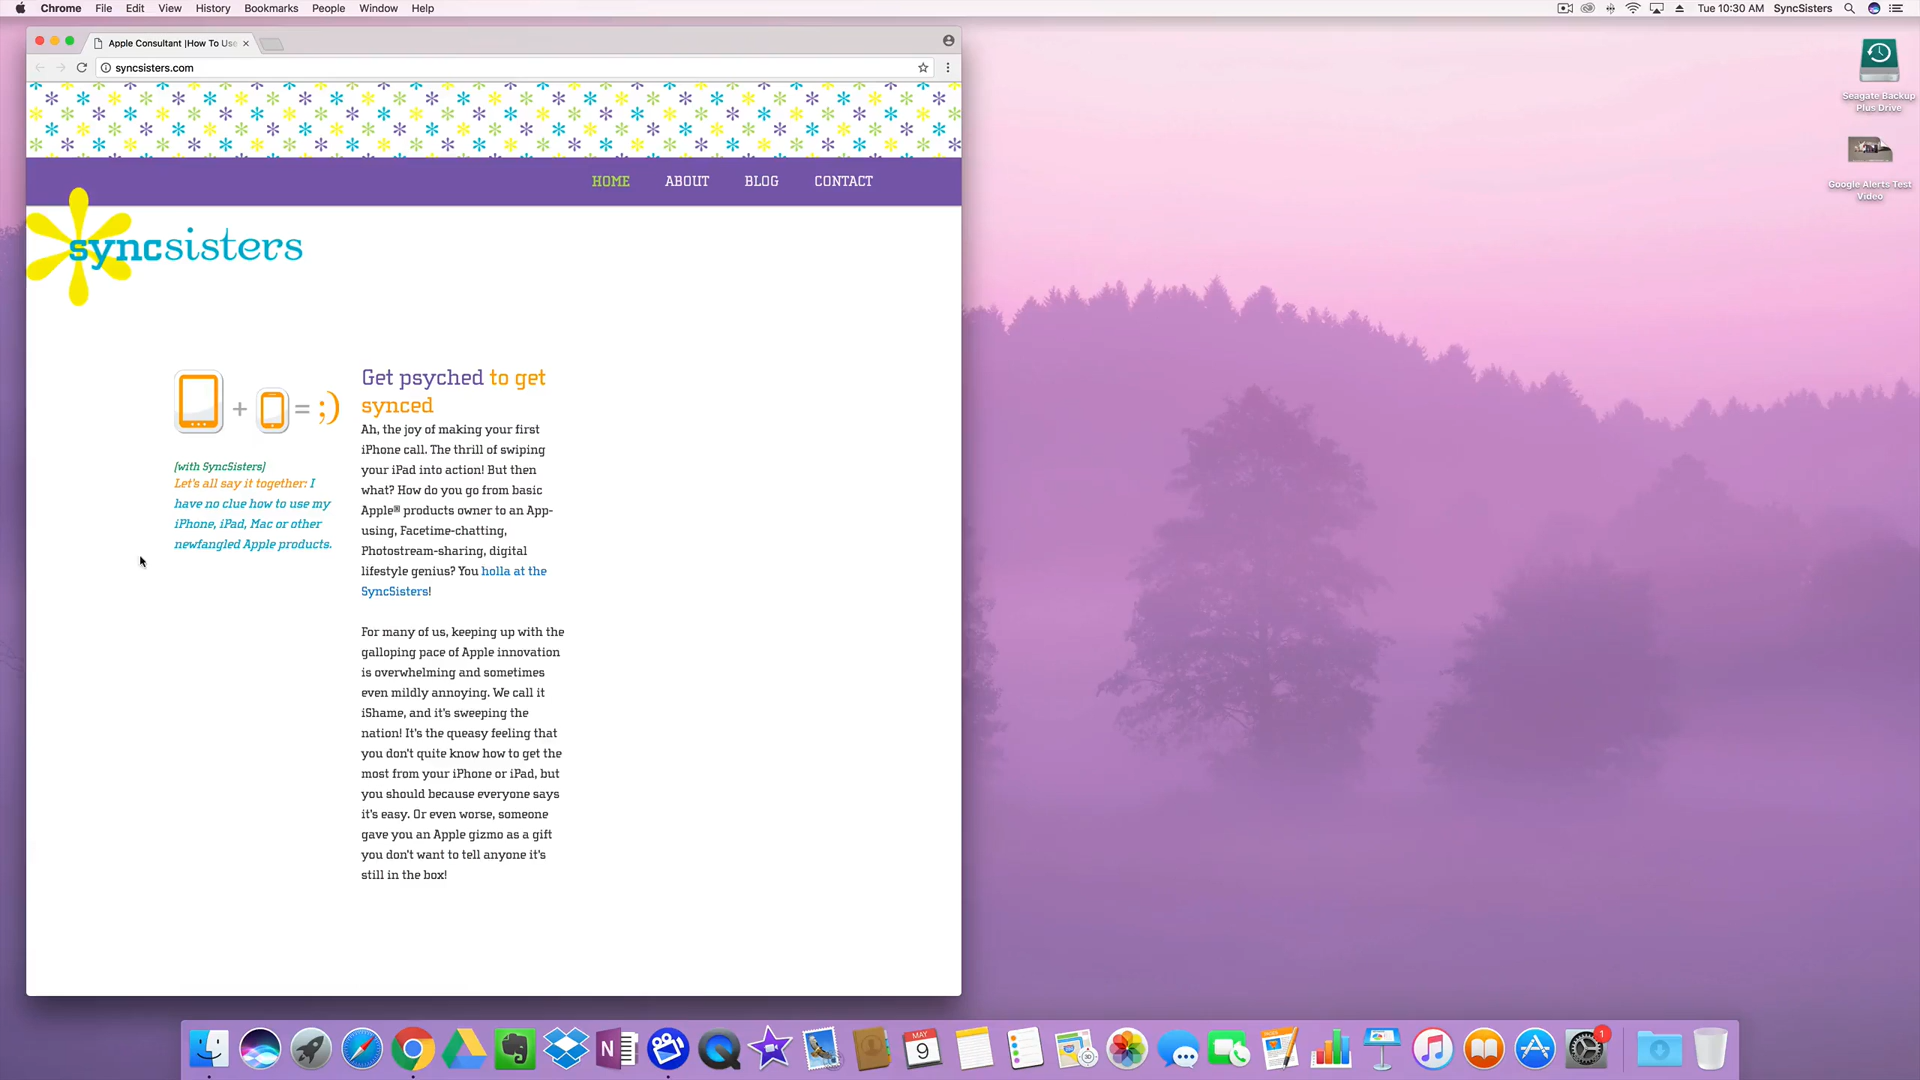 Chrome File Edit View History Bookmarks People Window Help
Tue 10:30 AM SyncSisters
Apple Consultant |How To Use
syncsisters.com
Seagate Backup
Plus Drive
Google Alerts Test
Video
HOME ABOUT BLOG CONTACT
syncsisters
+ = ;)
[with SyncSisters]
Let's all say it together: I
have no clue how to use my
iPhone, iPad, Mac or other
newfangled Apple products.
Get psyched to get
synced
Ah, the joy of making your first
iPhone call. The thrill of swiping
your iPad into action! But then
what? How do you go from basic
Apple® products owner to an App-
using, Facetime-chatting,
Photostream-sharing, digital
lifestyle genius? You holla at the
SyncSisters!
For many of us, keeping up with the
galloping pace of Apple innovation
is overwhelming and sometimes
even mildly annoying. We call it
iShame, and it's sweeping the
nation! It's the queasy feeling that
you don't quite know how to get the
most from your iPhone or iPad, but
you should because everyone says
it's easy. Or even worse, someone
gave you an Apple gizmo as a gift
you don't want to tell anyone it's
still in the box!
N
MAY
9
3D
1